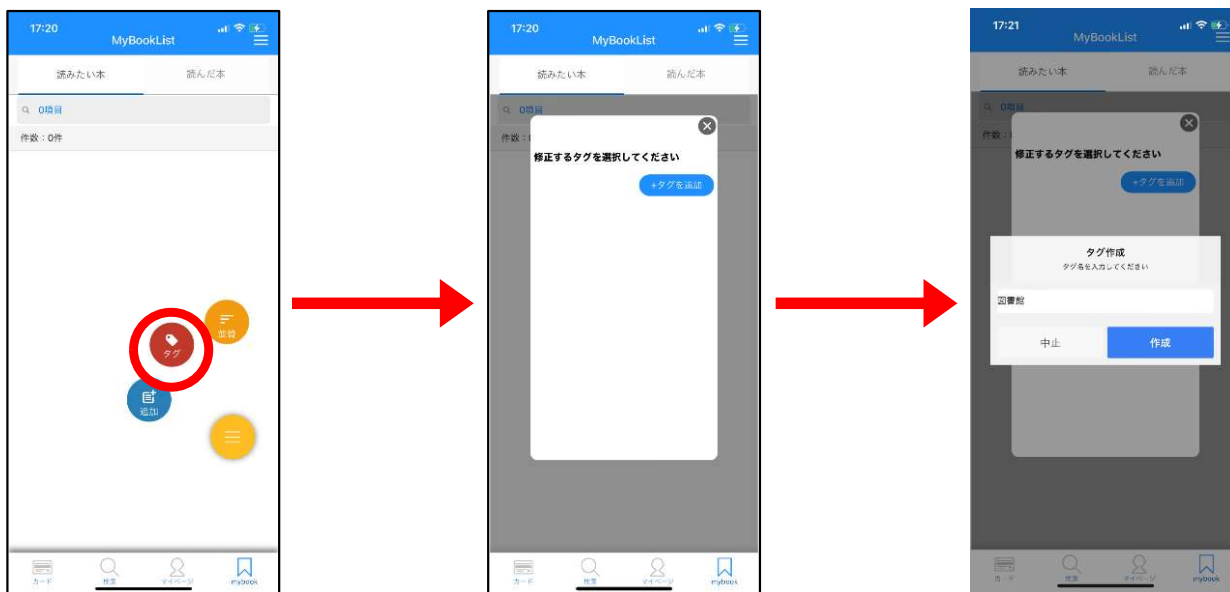 17:20
MyBookList
読みたい本
読んだ本
0項目
件数：0件
並替
タグ
追加
カード
検索
マイページ
mybook
17:20
MyBookList
読みたい本
読んだ本
0項目
件数：
修正するタグを選択してください
+タグを追加
カード
検索
マイページ
mybook
17:21
MyBookList
読みたい本
読んだ本
0項目
件数：
修正するタグを選択してください
+タグを追加
タグ作成
タグ名を入力してください
図書館
中止
作成
カード
検索
マイページ
mybook